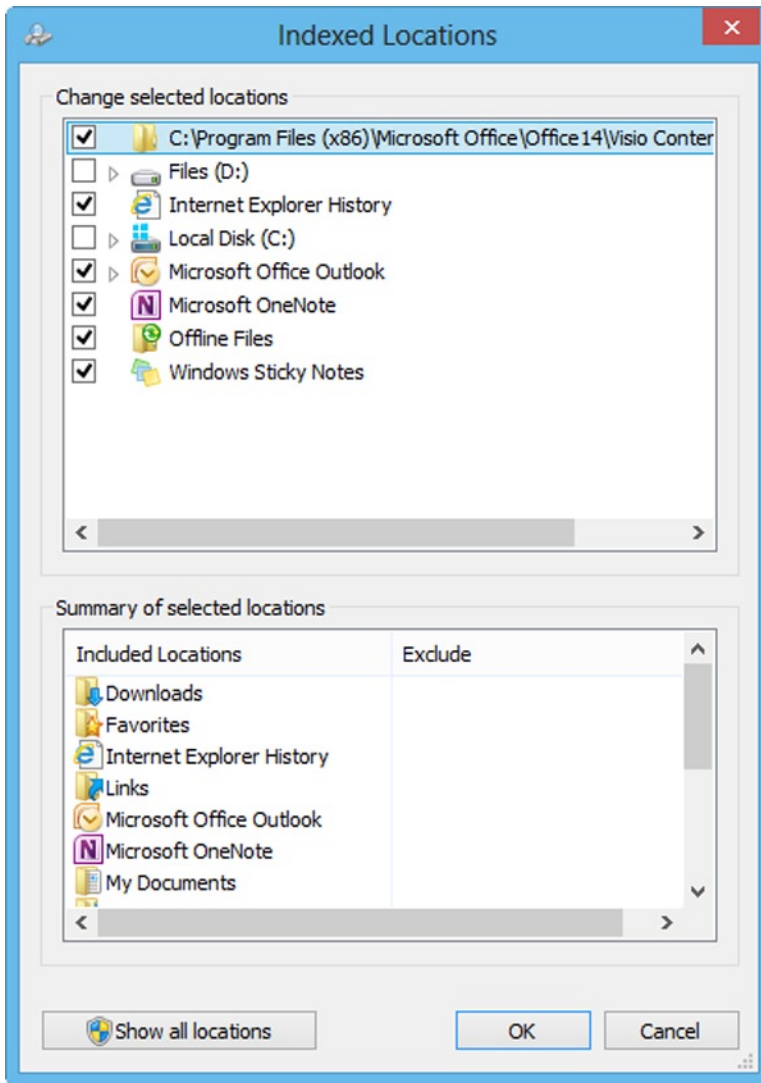 Indexed Locations
Change selected locations
C:\Program Files (x86)\Microsoft Office\Office14\Visio Conter
Files (D:)
Internet Explorer History
Local Disk (C:)
Microsoft Office Outlook
Microsoft OneNote
Offline Files
Windows Sticky Notes
Summary of selected locations
Included Locations Exclude
Downloads
Favorites
Internet Explorer History
Links
Microsoft Office Outlook
Microsoft OneNote
My Documents
Show all locations OK Cancel